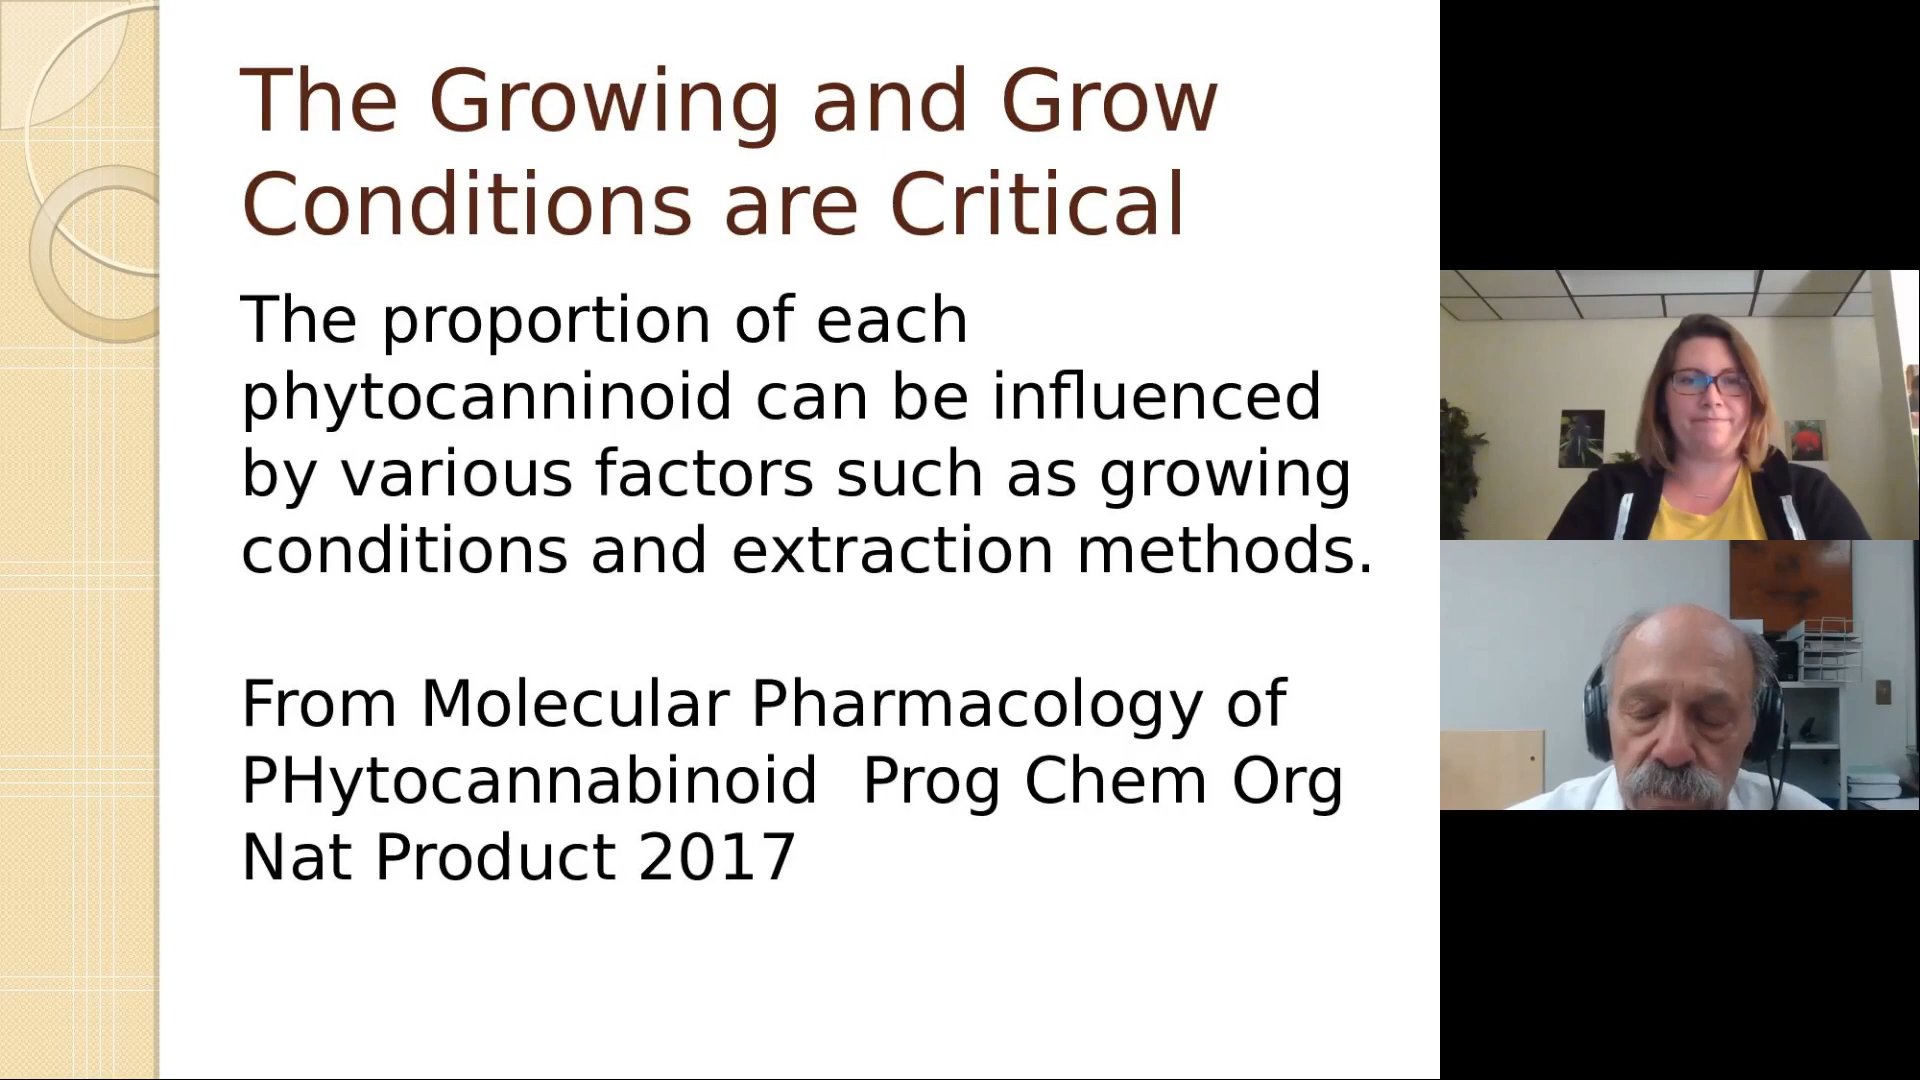 The Growing and Grow
Conditions are Critical
The proportion of each
phytocanninoid can be influenced
by various factors such as growing
conditions and extraction methods.
From Molecular Pharmacology of
PHytocannabinoid  Prog Chem Org
Nat Product 2017